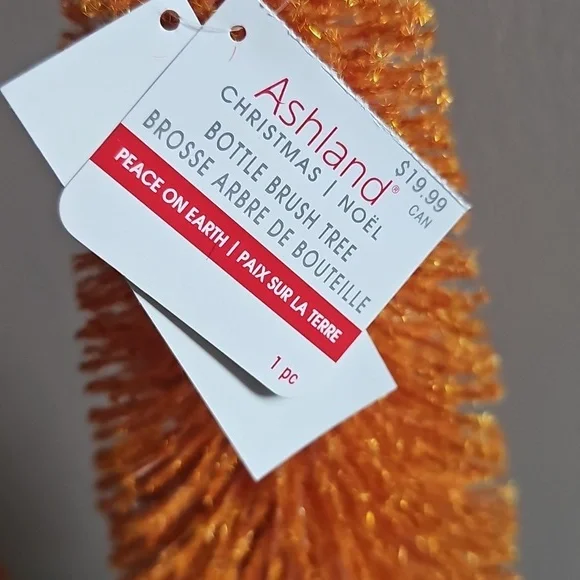 Ashland®
CHRISTMAS | NOËL
$19.99
CAN
BOTTLE BRUSH TREE
BROSSE ARBRE DE BOUTEILLE
PEACE ON EARTH | PAIX SUR LA TERRE
1 pc